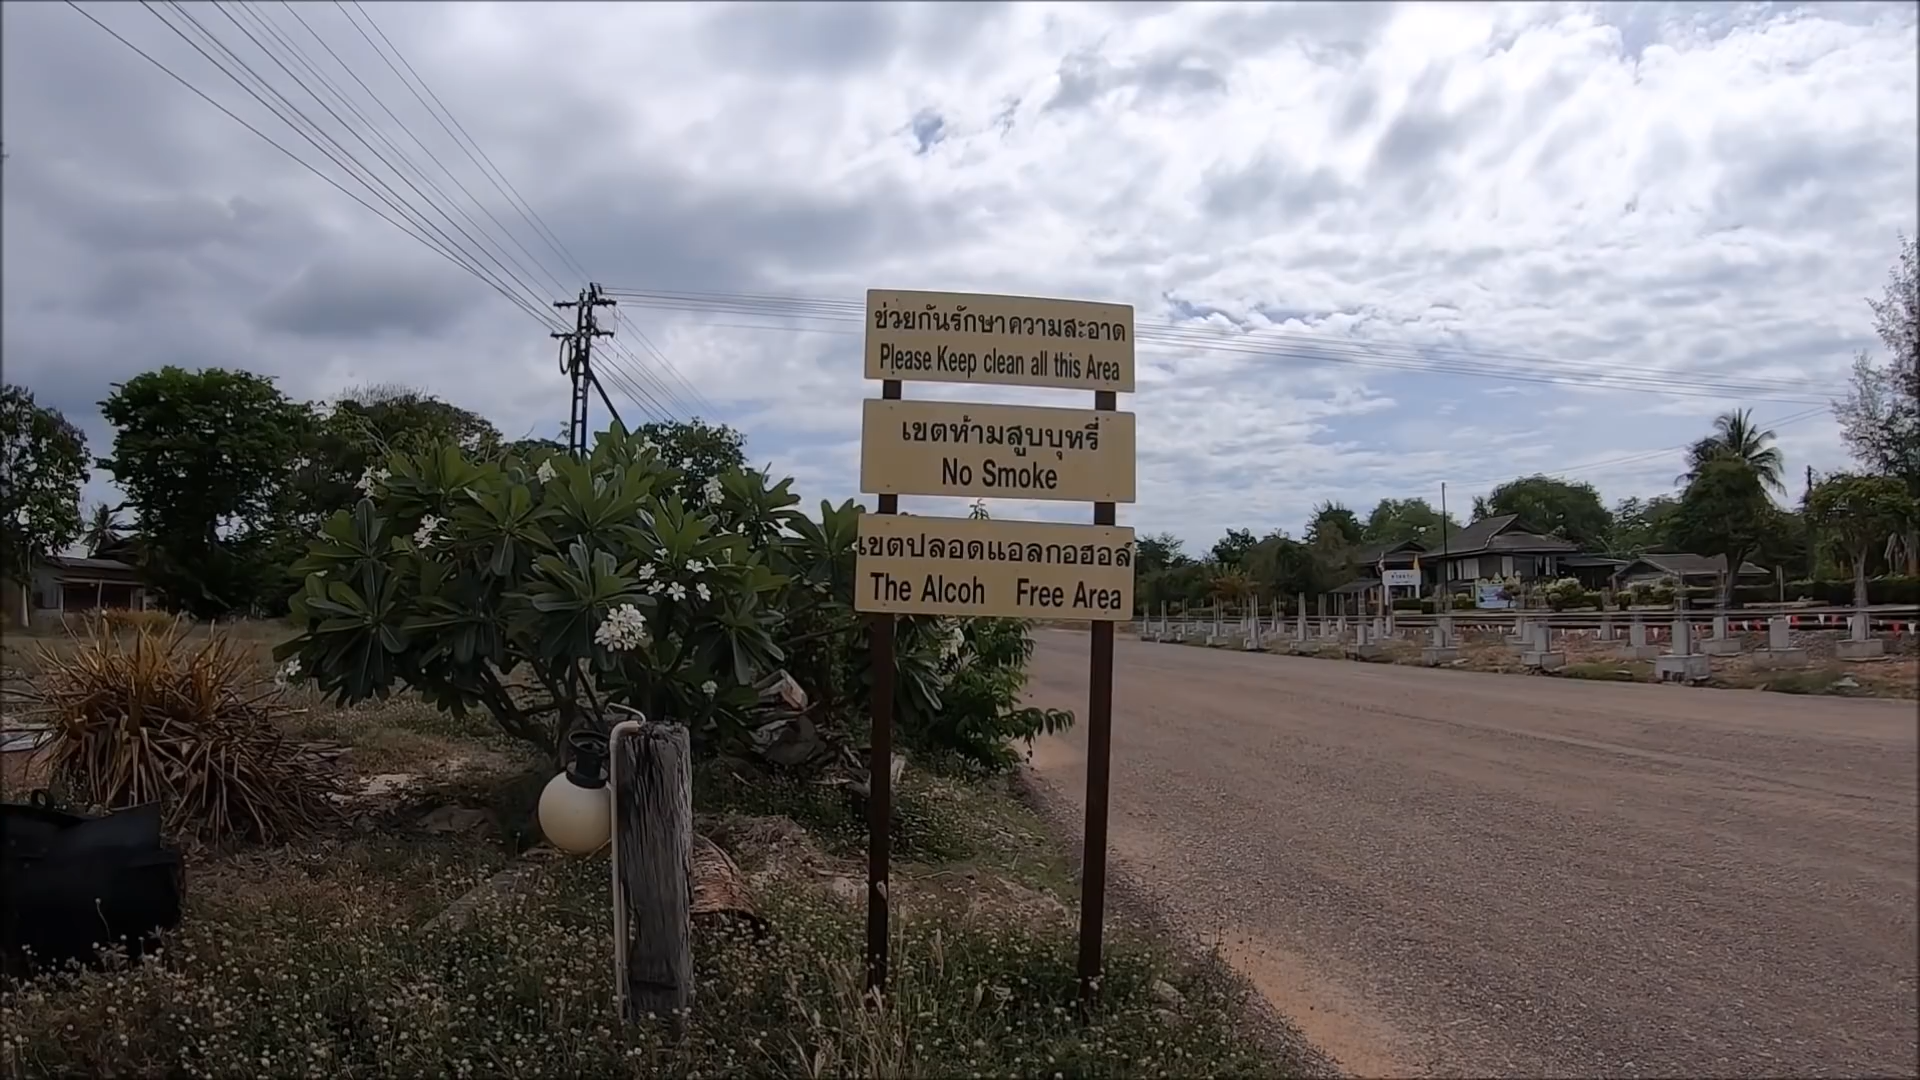 ช่วยกันรักษาความสะอาด
Please Keep clean all this Area
เขตห้ามสูบบุหรี่
No Smoke
เขตปลอดแอลกอฮอล์
The Alcoh Free Area